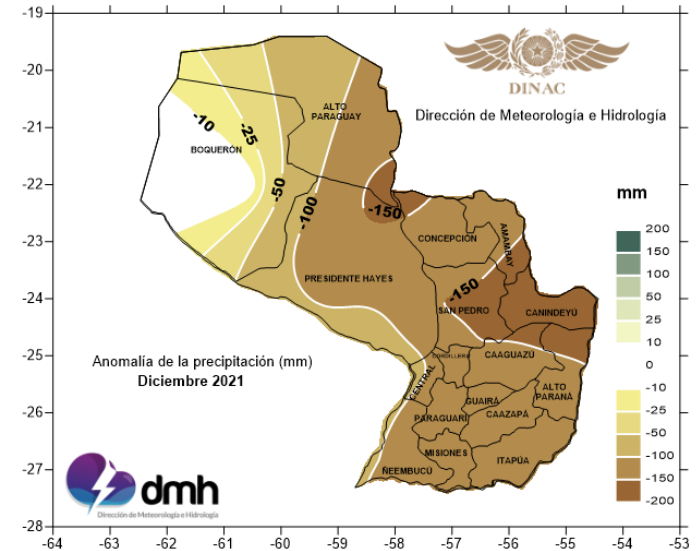 -19
-20
-21
-22
-23
-24
-25
-26
-27
-28
-64
-63
-62
-61
-60
-59
-58
-57
-56
-55
-54
-53
DINAC
Dirección de Meteorología e Hidrología
ALTO
PARAGUAY
-10
-25
BOQUERÓN
-50
-100
-150
CONCEPCIÓN
AMAMBAY
PRESIDENTE HAYES
-150
SAN PEDRO
CANINDEYÚ
CORDILLERA
CAAGUAZÚ
CENTRAL
ALTO
PARANÁ
GUAIRÁ
PARAGUARÍ
CAAZAPÁ
MISIONES
ITAPÚA
ÑEEMBUCÚ
mm
200
150
100
50
25
10
0
-10
-25
-50
-100
-150
-200
Anomalía de la precipitación (mm)
Diciembre 2021
dmh
Dirección de Meteorología e Hidrología